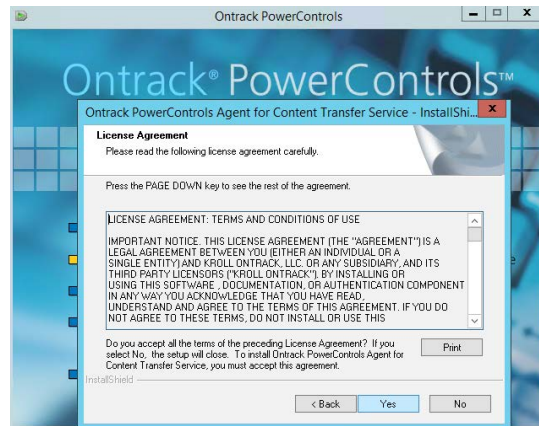 Ontrack PowerControls
Ontrack® PowerControls™
Ontrack PowerControls Agent for Content Transfer Service - InstallShi...
License Agreement
Please read the following license agreement carefully.
Press the PAGE DOWN key to see the rest of the agreement.
LICENSE AGREEMENT: TERMS AND CONDITIONS OF USE
IMPORTANT NOTICE. THIS LICENSE AGREEMENT (THE "AGREEMENT") IS A
LEGAL AGREEMENT BETWEEN YOU (EITHER AN INDIVIDUAL OR A
SINGLE ENTITY) AND KROLL ONTRACK, LLC. OR ANY SUBSIDIARY, AND ITS
THIRD PARTY LICENSORS ("KROLL ONTRACK"). BY INSTALLING OR
USING THIS SOFTWARE , DOCUMENTATION, OR AUTHENTICATION COMPONENT
IN ANY WAY YOU ACKNOWLEDGE THAT YOU HAVE READ,
UNDERSTAND AND AGREE TO THE TERMS OF THIS AGREEMENT. IF YOU DO
NOT AGREE TO THESE TERMS, DO NOT INSTALL OR USE THIS
Do you accept all the terms of the preceding License Agreement? If you
select No, the setup will close. To install Ontrack PowerControls Agent for
Content Transfer Service, you must accept this agreement.
Print
InstallShield
< Back
Yes
No